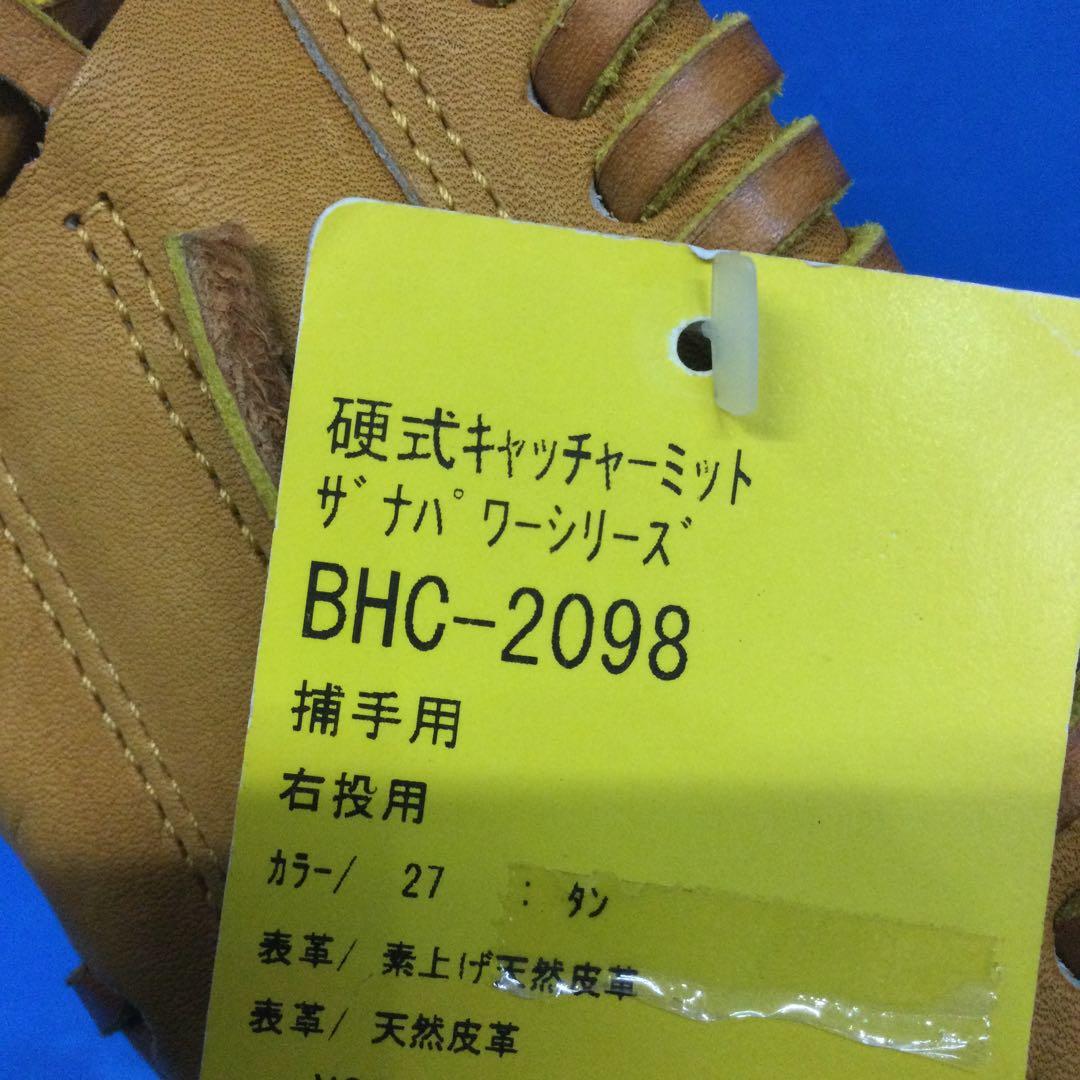 硬式ｷｬｯﾁｬｰﾐｯﾄ
ｻﾞﾅﾊﾟﾜｰｼﾘｰｽﾞ
BHC-2098
捕手用
右投用
ｶﾗｰ/ 27 : ﾀﾝ
表革/ 素上げ天然皮革
表革/ 天然皮革